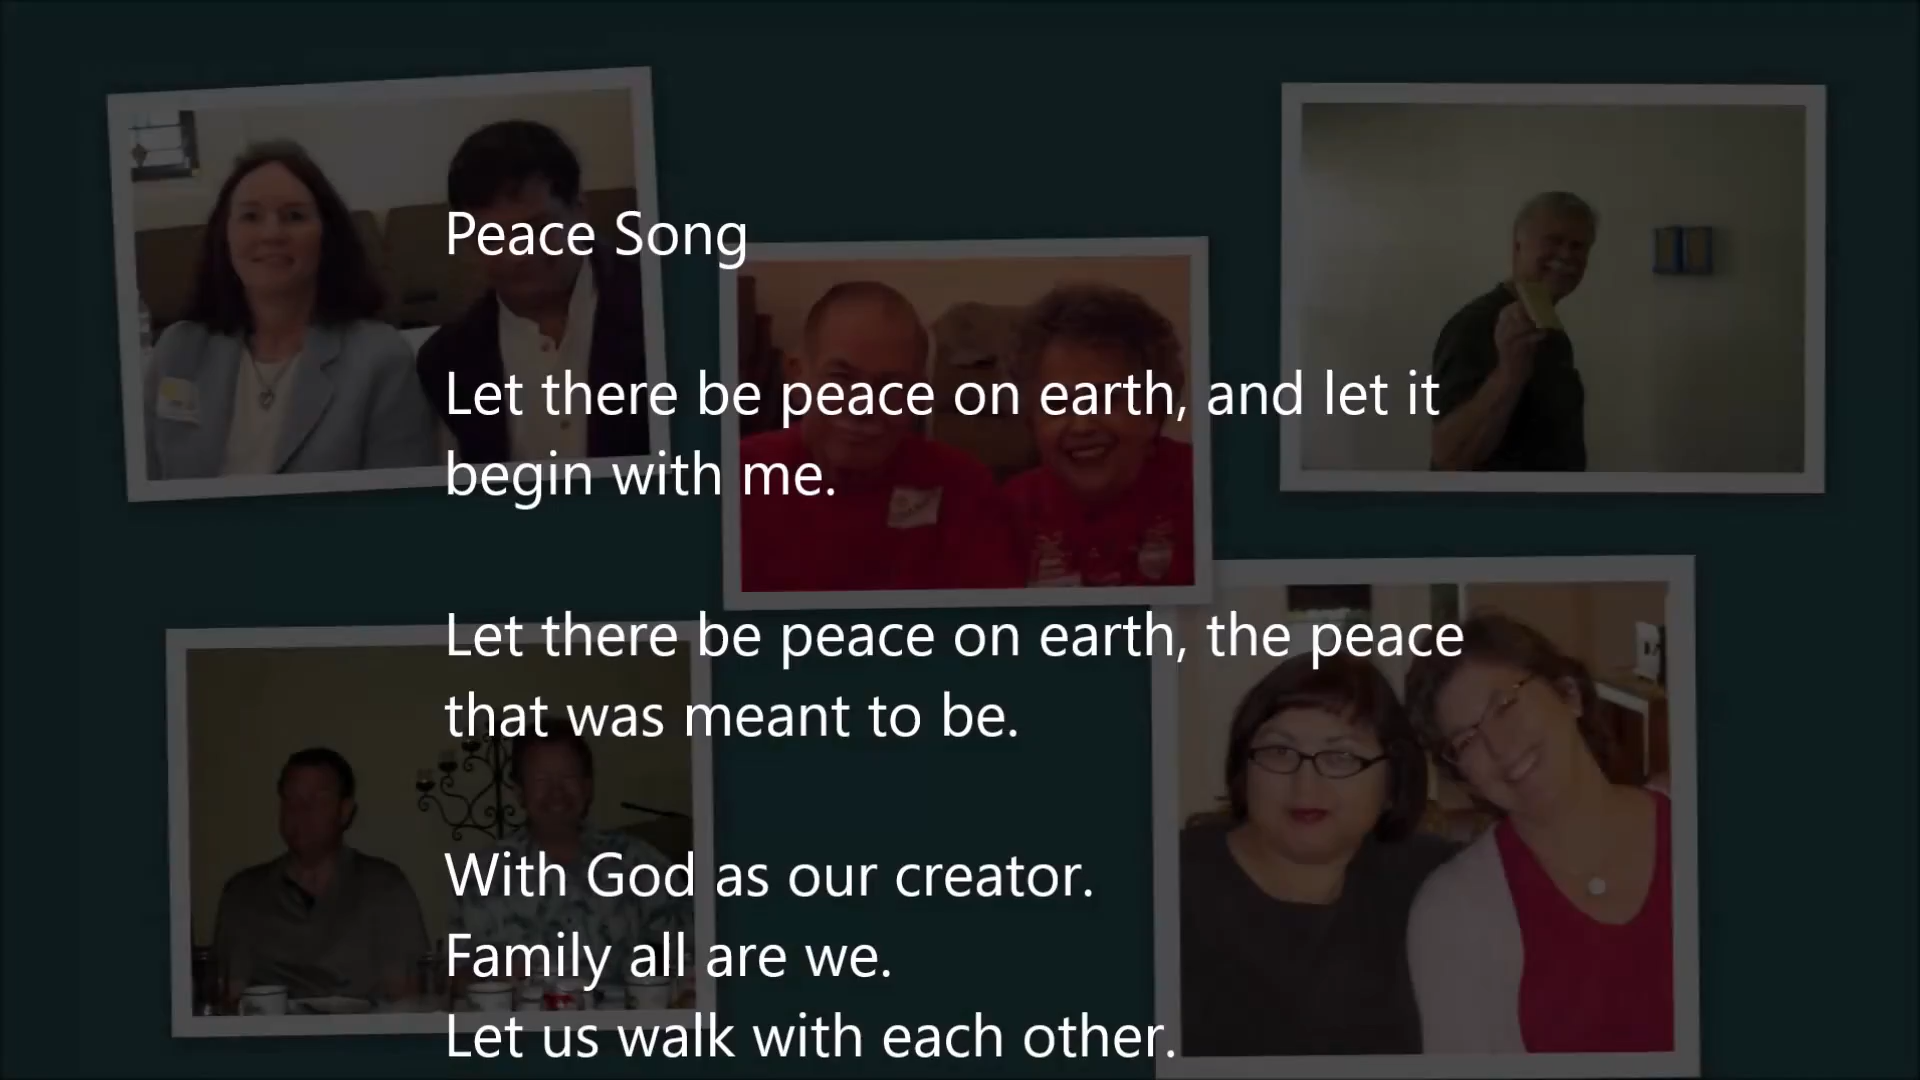 Peace Song
Let there be peace on earth, and let it
begin with me.
Let there be peace on earth, the peace
that was meant to be.
With God as our creator.
Family all are we.
Let us walk with each other.